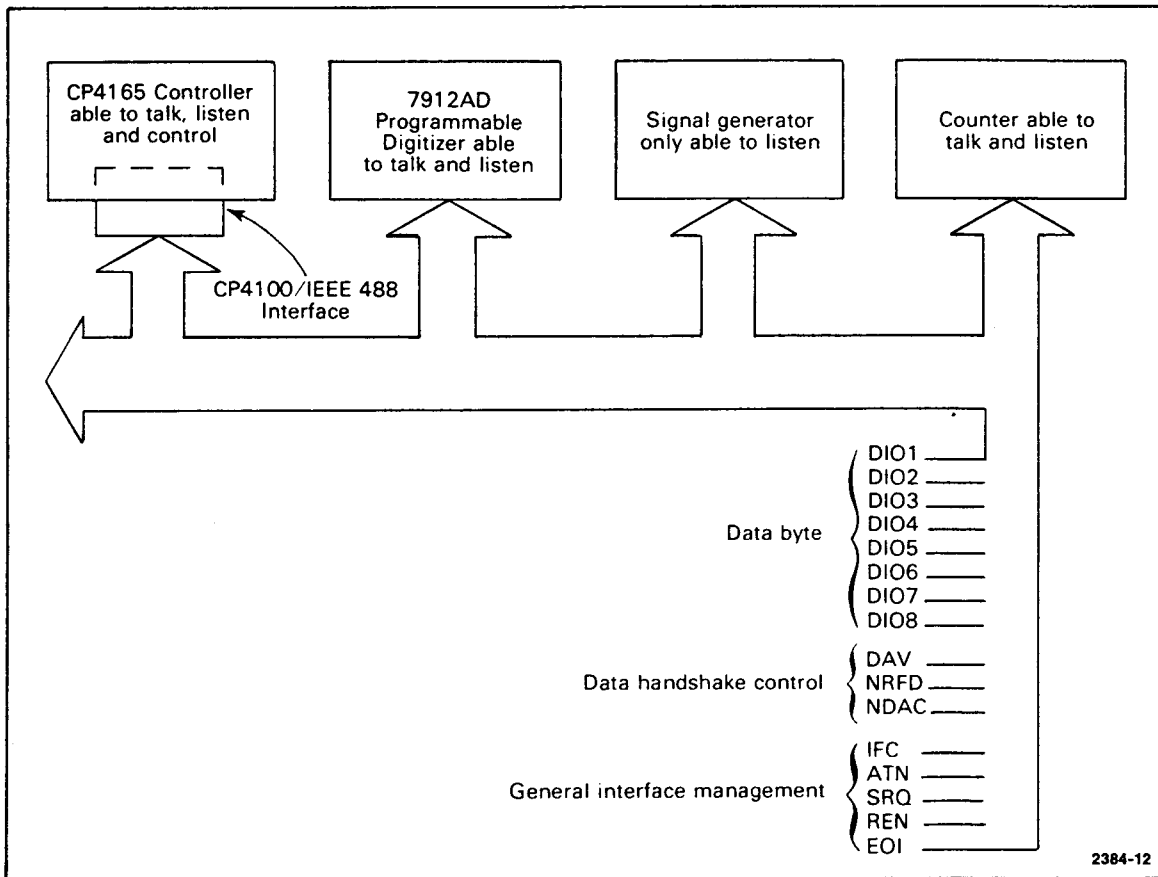 CP4165 Controller
able to talk, listen
and control
7912AD
Programmable
Digitizer able
to talk and listen
Signal generator
only able to listen
Counter able to
talk and listen
CP4100/IEEE 488
Interface
Data byte
DIO1
DIO2
DIO3
DIO4
DIO5
DIO6
DIO7
DIO8
Data handshake control
DAV
NRFD
NDAC
General interface management
IFC
ATN
SRQ
REN
EOI
2384-12